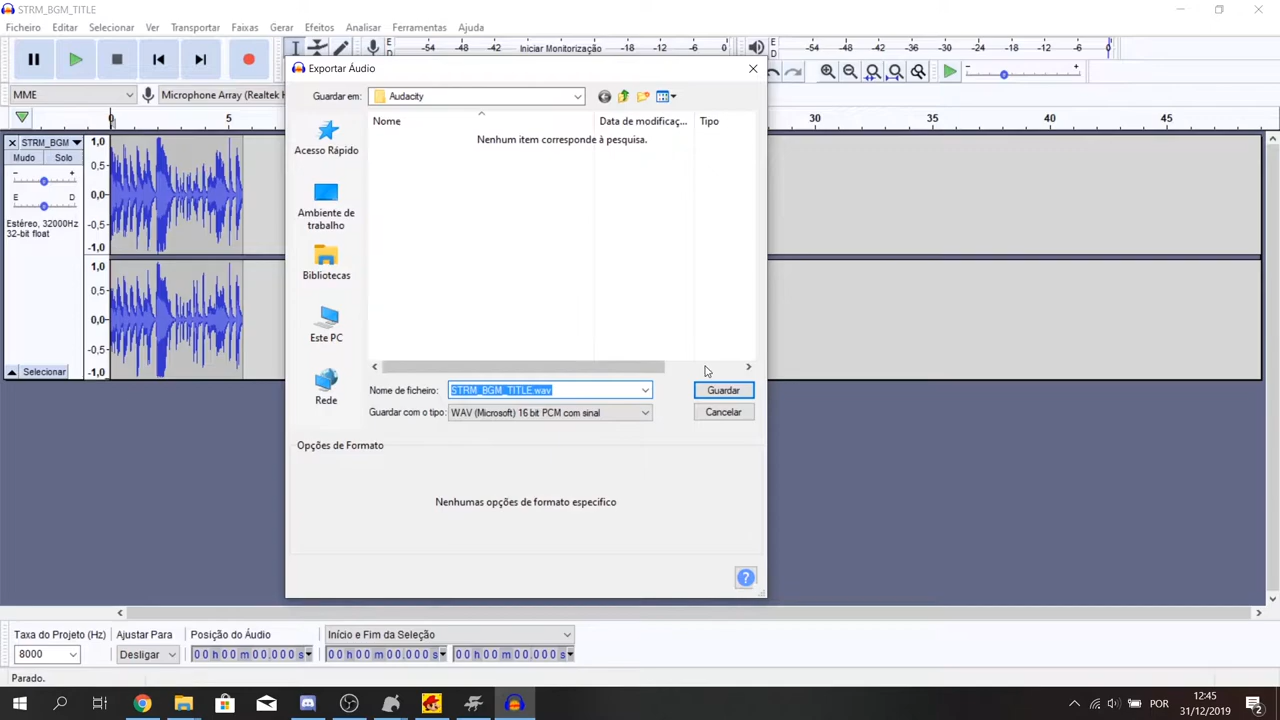 STRM_BGM_TITLE
Ficheiro Editar Selecionar Ver Transportar Faixas Gerar Efeitos Analisar Ferramentas Ajuda
E
D
-54 -48 -42 Iniciar Monitorização -18 -12 -6 0
E
D
-54 -48 -42 -36 -30 -24 -18 -12 -6 0
Exportar Áudio
MME
Microphone Array (Realtek H
Guardar em: Audacity
0 5 30 35 40 45
Nome Data de modificaç... Tipo
Nenhum item corresponde à pesquisa.
STRM_BGM
Mudo Solo
- +
E D
Estéreo, 32000Hz
32-bit float
1,0
0,5
0,0
-0,5
-1,0
1,0
0,5
0,0
-0,5
-1,0
Selecionar
Acesso Rápido
Ambiente de
trabalho
Bibliotecas
Este PC
Rede
Nome de ficheiro: STRM_BGM_TITLE.wav Guardar
Guardar com o tipo: WAV (Microsoft) 16 bit PCM com sinal Cancelar
Opções de Formato
Nenhumas opções de formato especifico
?
Taxa do Projeto (Hz) Ajustar Para Posição do Áudio Início e Fim da Seleção
8000 Desligar 00 h 00 m 00,000 s 00 h 00 m 00,000 s 00 h 00 m 00,000 s
Parado.
PT
12:45
31/12/2019
2